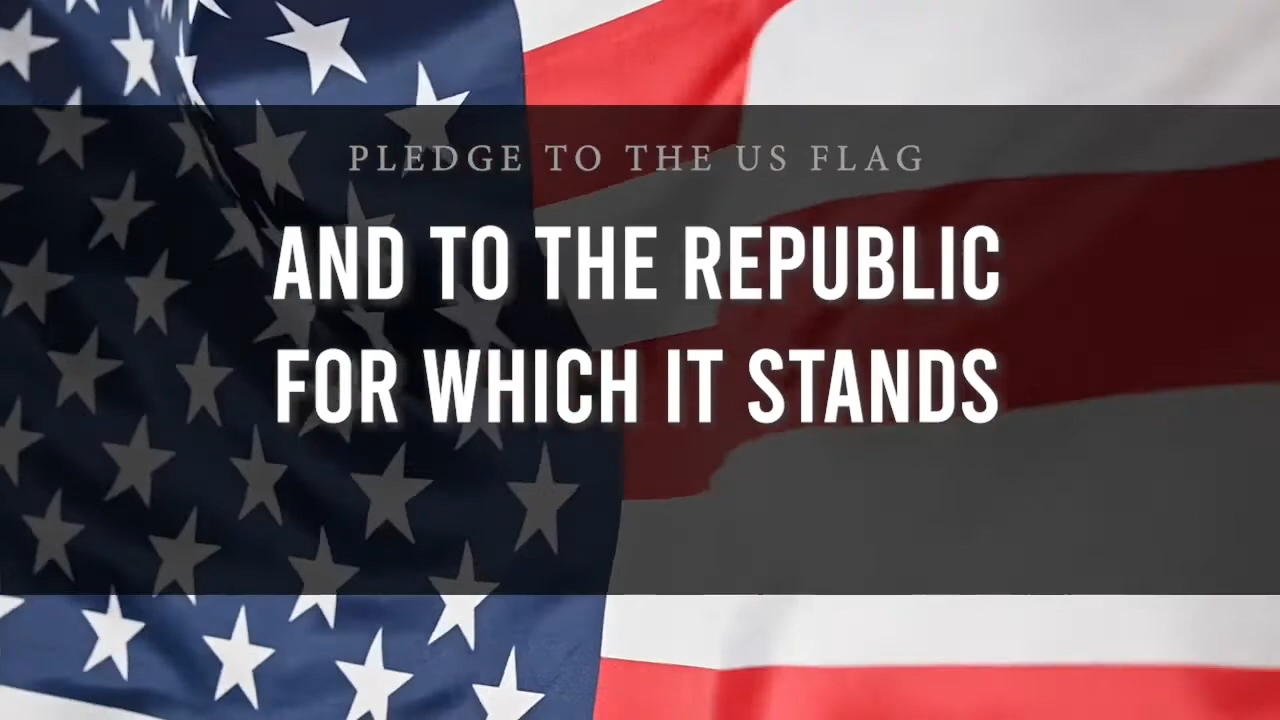 PLEDGE TO THE US FLAG
AND TO THE REPUBLIC
FOR WHICH IT STANDS